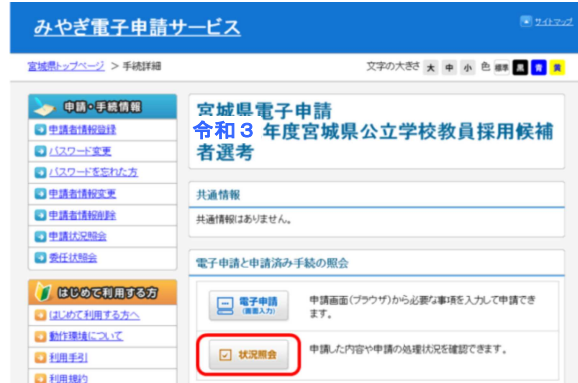 みやぎ電子申請サービス
サイトマップ
宮城県トップページ > 手続詳細
文字の大きさ 大 中 小 色 標準 黒 青 黄
申請・手続情報
申請者情報登録
パスワード変更
パスワードを忘れた方
申請者情報変更
申請者情報削除
申請状況照会
委任状照会
はじめて利用する方
はじめて利用する方へ
動作環境について
利用手引
利用規約
宮城県電子申請
令和3年度宮城県公立学校教員採用候補
者選考
共通情報
共通情報はありません。
電子申請と申請済み手続の照会
電子申請
(画面入力)
申請画面(ブラウザ)から必要な事項を入力して申請でき
ます。
状況照会
申請した内容や申請の処理状況を確認できます。